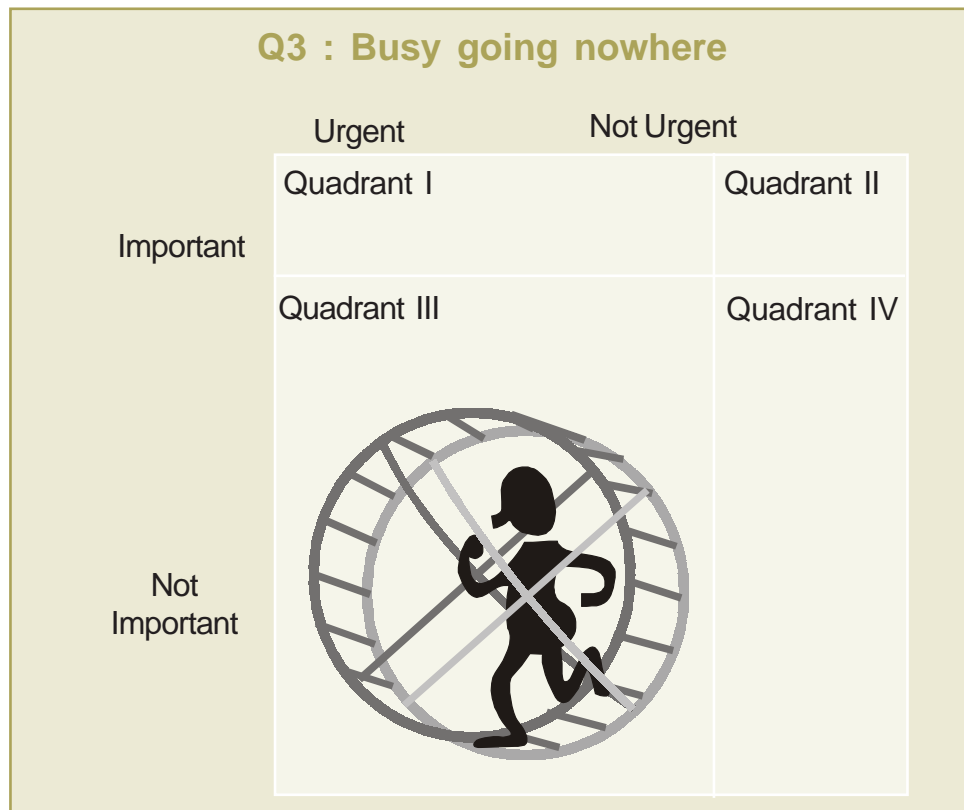 Q3 : Busy going nowhere
Urgent
Not Urgent
Quadrant I
Quadrant II
Important
Quadrant III
Quadrant IV
Not
Important